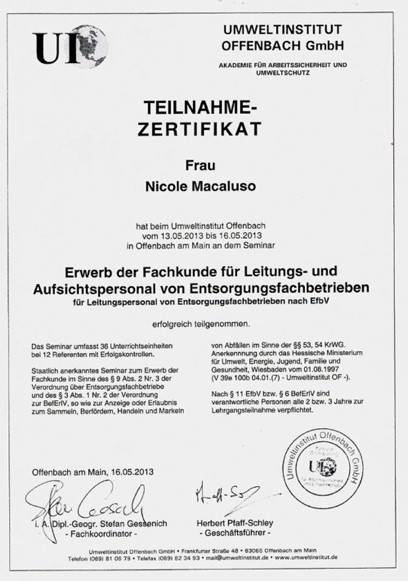 UI
UMWELTINSTITUT
OFFENBACH GmbH
AKADEMIE FÜR ARBEITSSICHERHEIT UND
UMWELTSCHUTZ
TEILNAHME-
ZERTIFIKAT
Frau
Nicole Macaluso
hat beim Umweltinstitut Offenbach
vom 13.05.2013 bis 16.05.2013
in Offenbach am Main an dem Seminar
Erwerb der Fachkunde für Leitungs- und
Aufsichtspersonal von Entsorgungsfachbetrieben
für Leitungspersonal von Entsorgungsfachbetrieben nach EfbV
erfolgreich teilgenommen.
Das Seminar umfasst 36 Unterrichtseinheiten
bei 12 Referenten mit Erfolgskontrollen.
Staatlich anerkanntes Seminar zum Erwerb der
Fachkunde im Sinne des § 9 Abs. 2 Nr. 3 der
Verordnung über Entsorgungsfachbetriebe
und des § 3 Abs. 1 Nr. 2 der Verordnung
zur BefErlV, so wie zur Anzeige oder Erlaubnis
zum Sammeln, Berfördern, Handeln und Markeln
von Abfällen im Sinne der §§ 53, 54 KrWG.
Anerkennnung durch das Hessische Ministerium
für Umwelt, Energie, Jugend, Familie und
Gesundheit, Wiesbaden vom 01.08.1997
(V 39e 100b 04.01.(7) - Umweltinstitut OF -).
Nach § 11 EfbV bzw. § 6 BefErlV sind
verantworliche Personen alle 2 bzw. 3 Jahre zur
Lehrgangsteilnahme verpflichtet.
Umweltinstitut Offenbach GmbH
UI
Offenbach am Main, 16.05.2013
i. A. Dipl.-Geogr. Stefan Gessenich
- Fachkoordinator -
Herbert Pfaff-Schley
- Geschäftsführer -
Umweltinstitut Offenbach GmbH • Frankfurter Straße 48 • 63065 Offenbach am Main
Telefon (069) 81 06 79 • Telefax (069) 82 34 93 • mail@umweltinstitut.de • www.umweltinstitut.de